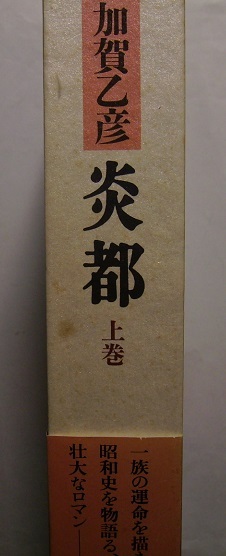 加賀乙彦
炎都
上巻
一族の運命を描
昭和史を物語る、
壮大なロマン──